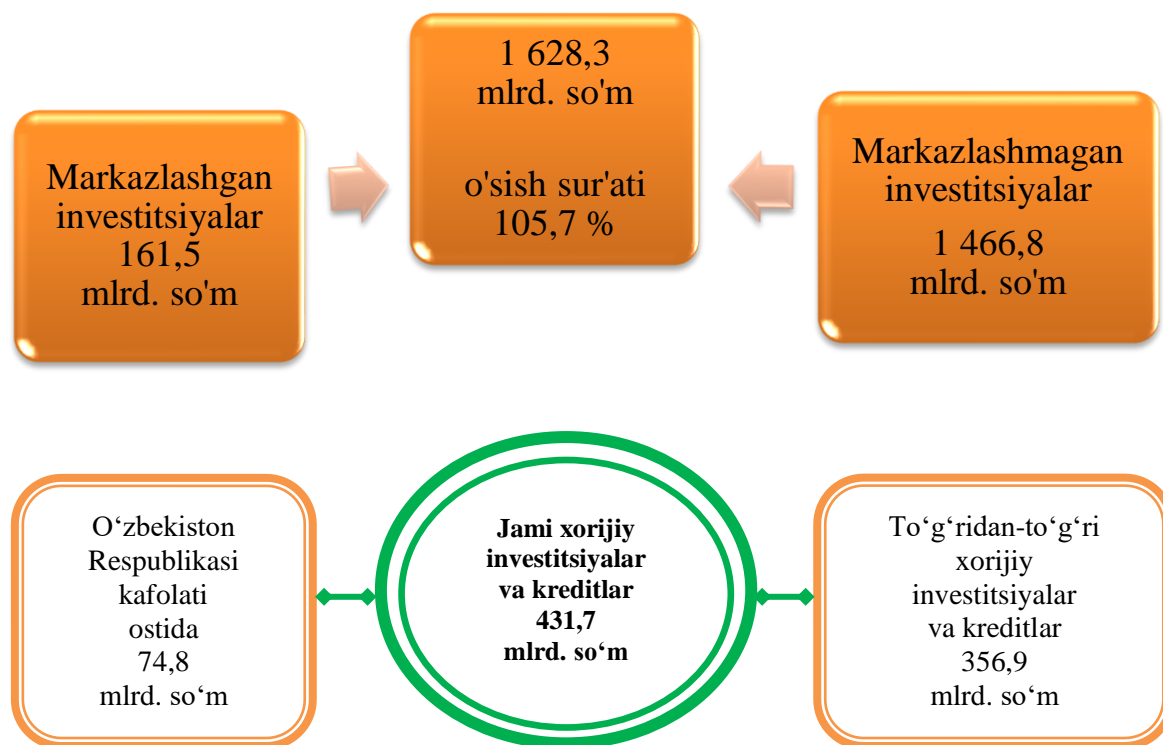 Markazlashgan
investitsiyalar
161,5
mlrd. so'm
1 628,3
mlrd. so'm
o'sish sur'ati
105,7 %
Markazlashmagan
investitsiyalar
1 466,8
mlrd. so'm
O‘zbekiston
Respublikasi
kafolati
ostida
74,8
mlrd. so‘m
Jami xorijiy
investitsiyalar
va kreditlar
431,7
mlrd. so‘m
To‘g‘ridan-to‘g‘ri
xorijiy
investitsiyalar
va kreditlar
356,9
mlrd. so‘m